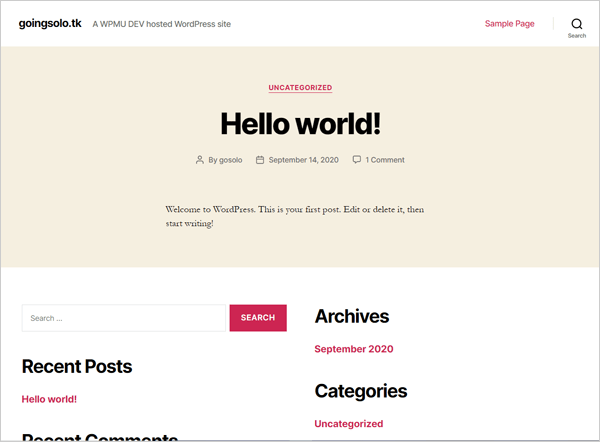 goingsolo.tk A WPMU DEV hosted WordPress site Sample Page
Search
UNCATEGORIZED
Hello world!
By gosolo September 14, 2020 1 Comment
Welcome to WordPress. This is your first post. Edit or delete it, then
start writing!
Search …
SEARCH
Recent Posts
Hello world!
Recent Comments
Archives
September 2020
Categories
Uncategorized